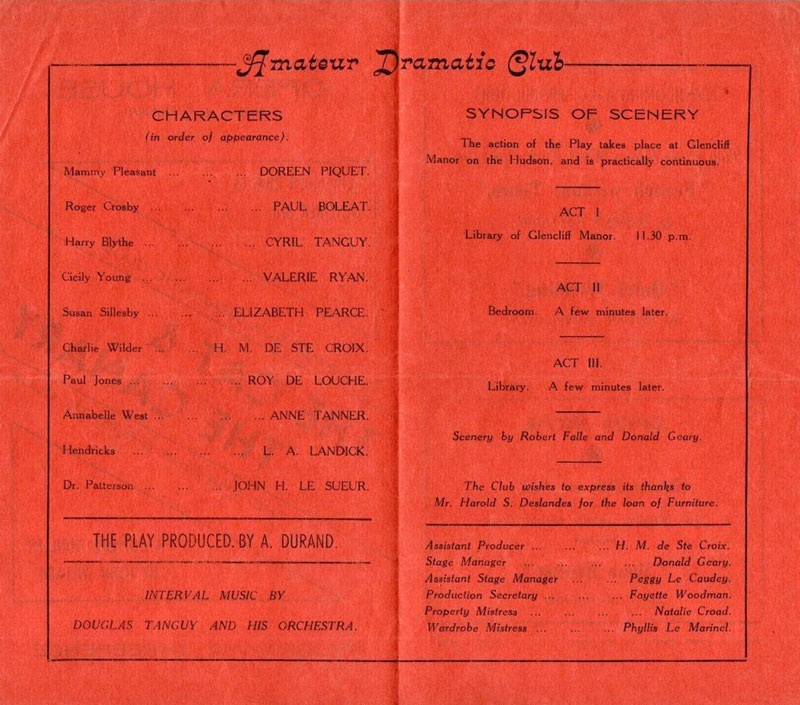 Amateur Dramatic Club
CHARACTERS
(in order of appearance).
Mammy Pleasant ... ... ... DOREEN PIQUET.
Roger Crosby ... ... ... ... PAUL BOLEAT.
Harry Blythe ... ... ... ... CYRIL TANGUY.
Cicily Young ... ... ... ... VALERIE RYAN.
Susan Sillesby ... ... ... ELIZABETH PEARCE.
Charlie Wilder ... ... H. M. DE STE CROIX.
Paul Jones ... ... ... ... ROY DE LOUCHE.
Annabelle West ... ... ... ... ANNE TANNER.
Hendricks ... ... ... ... L. A. LANDICK.
Dr. Patterson ... ... ... JOHN H. LE SUEUR.
THE PLAY PRODUCED. BY A. DURAND.
INTERVAL MUSIC BY
DOUGLAS TANGUY AND HIS ORCHESTRA.
SYNOPSIS OF SCENERY
The action of the Play takes place at Glencliff
Manor on the Hudson, and is practically continuous.
ACT I
Library of Glencliff Manor. 11.30 p.m.
ACT II
Bedroom. A few minutes later.
ACT III.
Library. A few minutes later.
Scenery by Robert Falle and Donald Geary.
The Club wishes to express its thanks to
Mr. Harold S. Deslandes for the loan of Furniture.
Assistant Producer ... ... ... H. M. de Ste Croix.
Stage Manager ... ... ... Donald Geary.
Assistant Stage Manager ... ... Peggy Le Caudey.
Production Secretary ... ... ... Fayette Woodman.
Property Mistress ... ... ... ... Natalie Croad.
Wardrobe Mistress ... ... ... Phyllis Le Marinel.